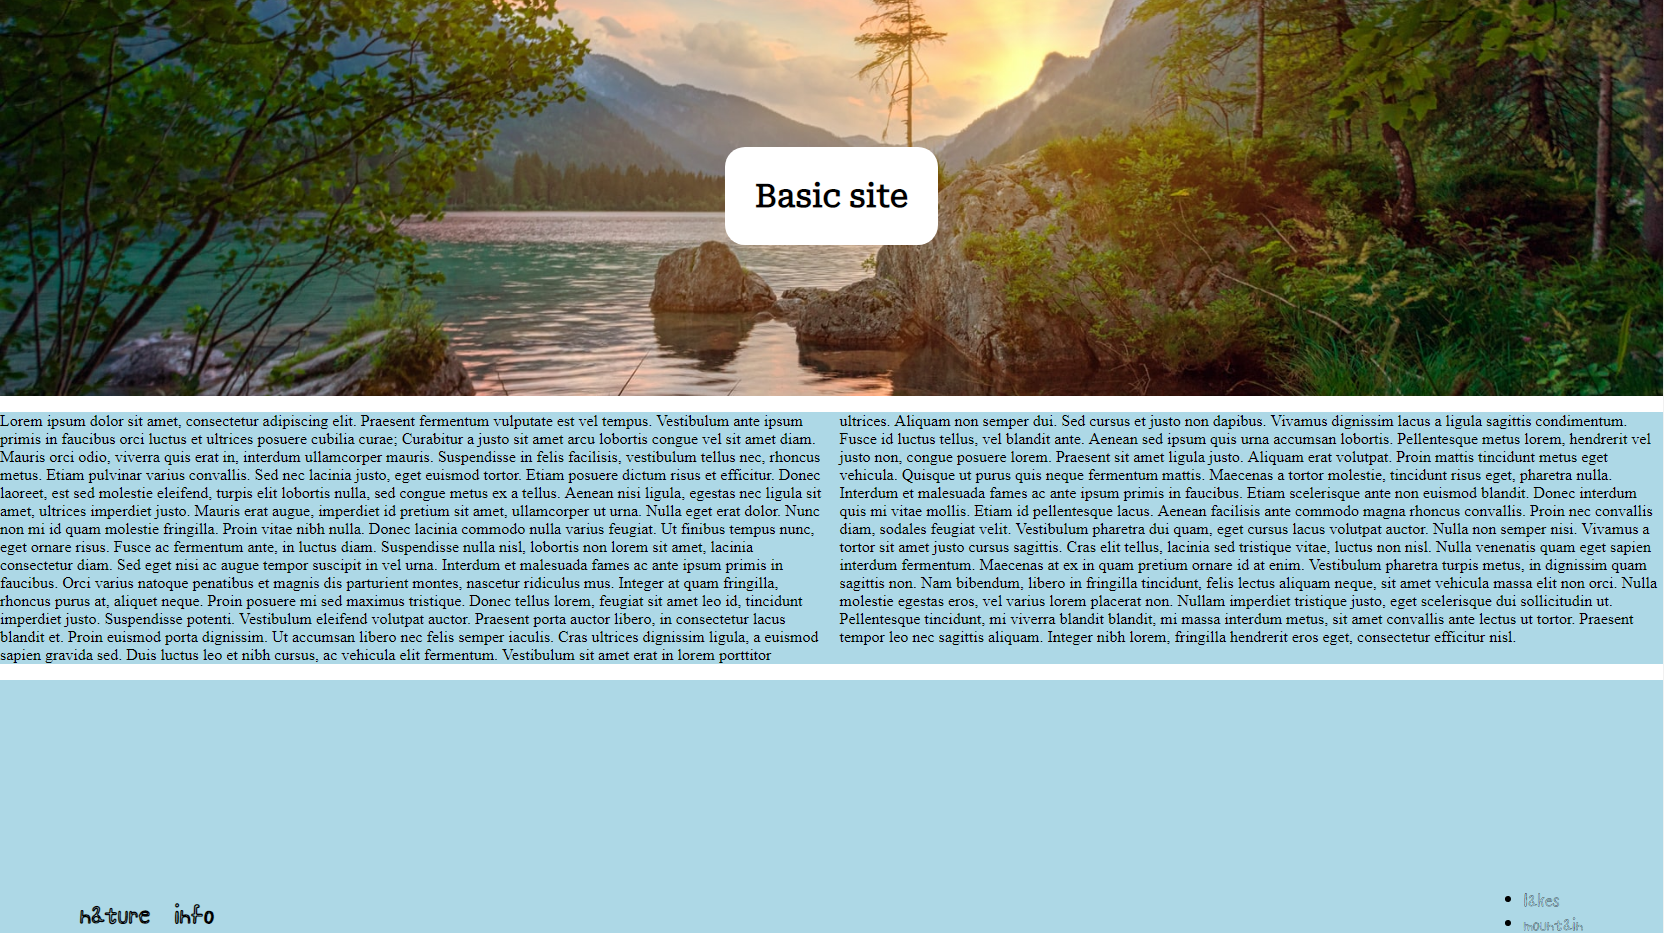 Basic site
Lorem ipsum dolor sit amet, consectetur adipiscing elit. Praesent fermentum vulputate est vel tempus. Vestibulum ante ipsum
primis in faucibus orci luctus et ultrices posuere cubilia curae; Curabitur a justo sit amet arcu lobortis congue vel sit amet diam.
Mauris orci odio, viverra quis erat in, interdum ullamcorper mauris. Suspendisse in felis facilisis, vestibulum tellus nec, rhoncus
metus. Etiam pulvinar varius convallis. Sed nec lacinia justo, eget euismod tortor. Etiam posuere dictum risus et efficitur. Donec
laoreet, est sed molestie eleifend, turpis elit lobortis nulla, sed congue metus ex a tellus. Aenean nisi ligula, egestas nec ligula sit
amet, ultrices imperdiet justo. Mauris erat augue, imperdiet id pretium sit amet, ullamcorper ut urna. Nulla eget erat dolor. Nunc
non mi id quam molestie fringilla. Proin vitae nibh nulla. Donec lacinia commodo nulla varius feugiat. Ut finibus tempus nunc,
eget ornare risus. Fusce ac fermentum ante, in luctus diam. Suspendisse nulla nisl, lobortis non lorem sit amet, lacinia
consectetur diam. Sed eget nisi ac augue tempor suscipit in vel urna. Interdum et malesuada fames ac ante ipsum primis in
faucibus. Orci varius natoque penatibus et magnis dis parturient montes, nascetur ridiculus mus. Integer at quam fringilla,
rhoncus purus at, aliquet neque. Proin posuere mi sed maximus tristique. Donec tellus lorem, feugiat sit amet leo id, tincidunt
imperdiet justo. Suspendisse potenti. Vestibulum eleifend volutpat auctor. Praesent porta auctor libero, in consectetur lacus
blandit et. Proin euismod porta dignissim. Ut accumsan libero nec felis semper iaculis. Cras ultrices dignissim ligula, a euismod
sapien gravida sed. Duis luctus leo et nibh cursus, ac vehicula elit fermentum. Vestibulum sit amet erat in lorem porttitor
ultrices. Aliquam non semper dui. Sed cursus et justo non dapibus. Vivamus dignissim lacus a ligula sagittis condimentum.
Fusce id luctus tellus, vel blandit ante. Aenean sed ipsum quis urna accumsan lobortis. Pellentesque metus lorem, hendrerit vel
justo non, congue posuere lorem. Praesent sit amet ligula justo. Aliquam erat volutpat. Proin mattis tincidunt metus eget
vehicula. Quisque ut purus quis neque fermentum mattis. Maecenas a tortor molestie, tincidunt risus eget, pharetra nulla.
Interdum et malesuada fames ac ante ipsum primis in faucibus. Etiam scelerisque ante non euismod blandit. Donec interdum
quis mi vitae mollis. Etiam id pellentesque lacus. Aenean facilisis ante commodo magna rhoncus convallis. Proin nec convallis
diam, sodales feugiat velit. Vestibulum pharetra dui quam, eget cursus lacus volutpat auctor. Nulla non semper nisi. Vivamus a
tortor sit amet justo cursus sagittis. Cras elit tellus, lacinia sed tristique vitae, luctus non nisl. Nulla venenatis quam eget sapien
interdum fermentum. Maecenas at ex in quam pretium ornare id at enim. Vestibulum pharetra turpis metus, in dignissim quam
sagittis non. Nam bibendum, libero in fringilla tincidunt, felis lectus aliquam neque, sit amet vehicula massa elit non orci. Nulla
molestie egestas eros, vel varius lorem placerat non. Nullam imperdiet tristique justo, eget scelerisque dui sollicitudin ut.
Pellentesque tincidunt, mi viverra blandit blandit, mi massa interdum metus, sit amet convallis ante lectus ut tortor. Praesent
tempor leo nec sagittis aliquam. Integer nibh lorem, fringilla hendrerit eros eget, consectetur efficitur nisl.
nature info
lakes
mountain